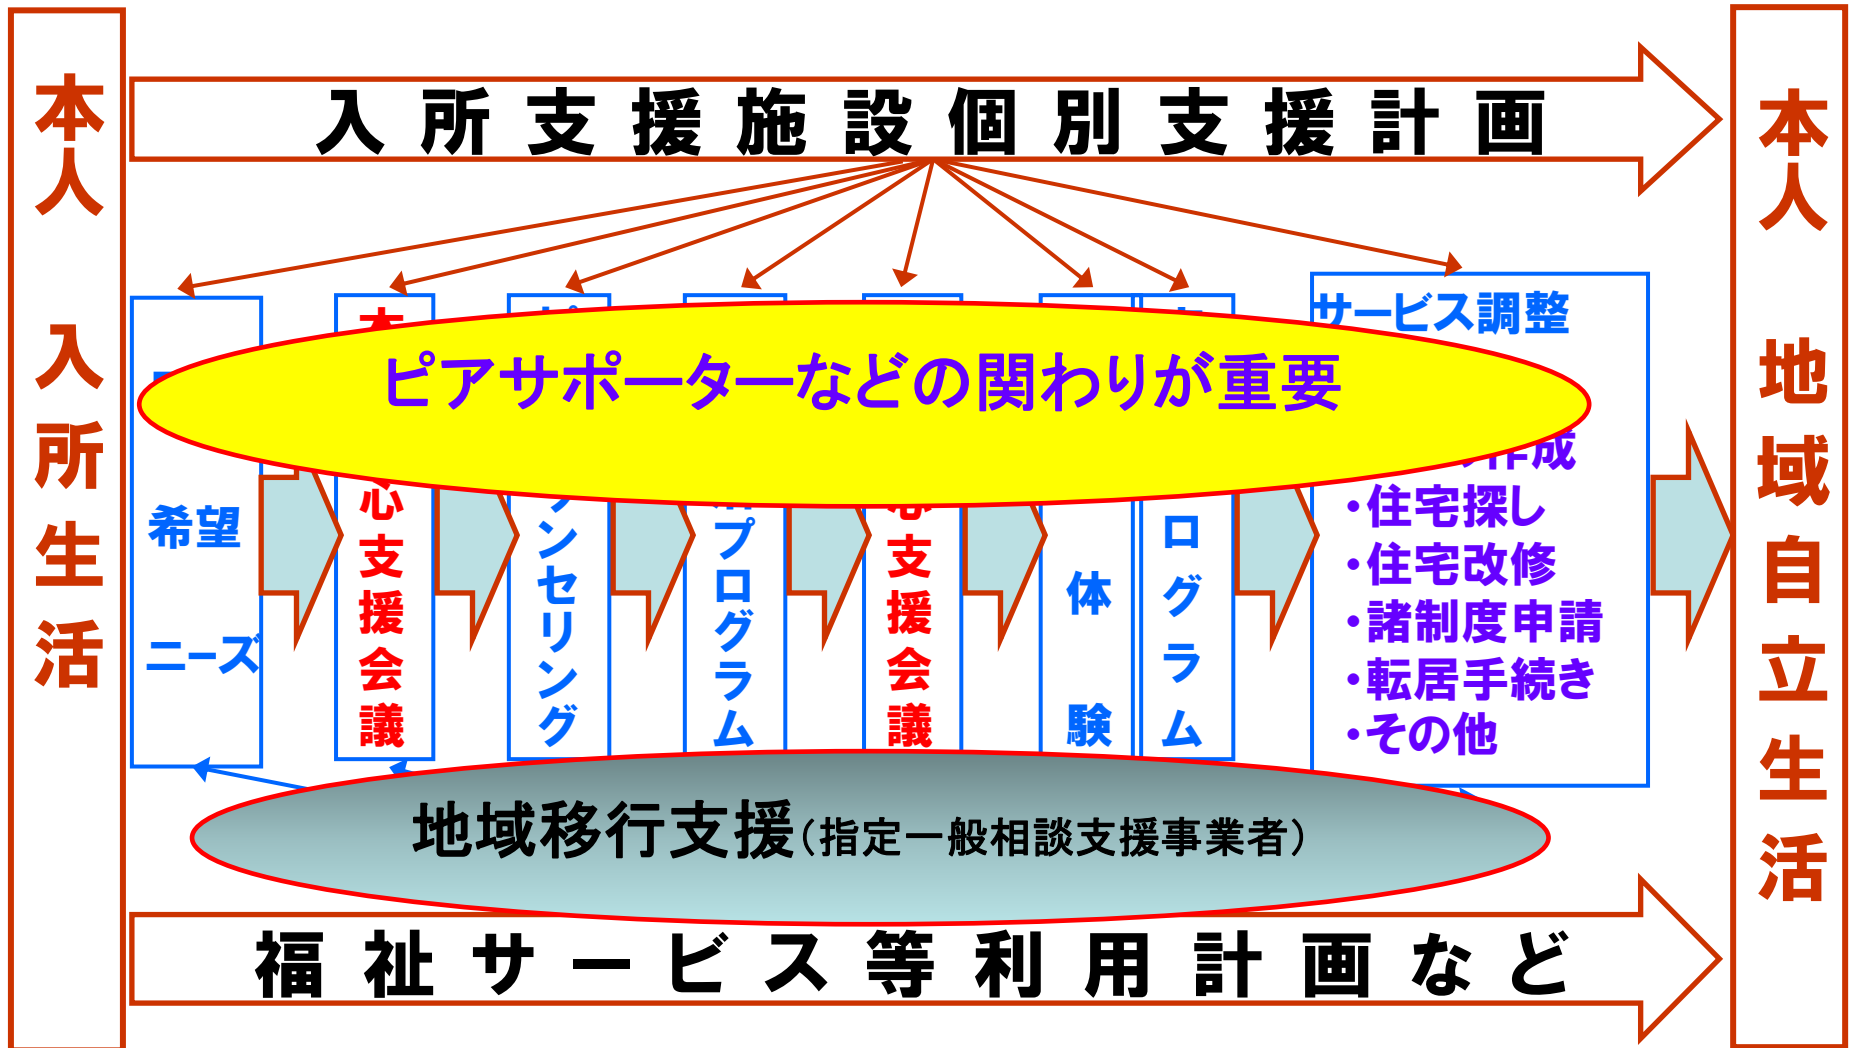 本人 入所生活
入所支援施設個別支援計画
希望
ニーズ
心支援会議
ンセリング
プログラム
支援会議
体験
ログラム
サービス調整
作成
・住宅探し
・住宅改修
・諸制度申請
・転居手続き
・その他
ピアサポーターなどの関わりが重要
地域移行支援(指定一般相談支援事業者)
福祉サービス等利用計画など
本人 地域自立生活